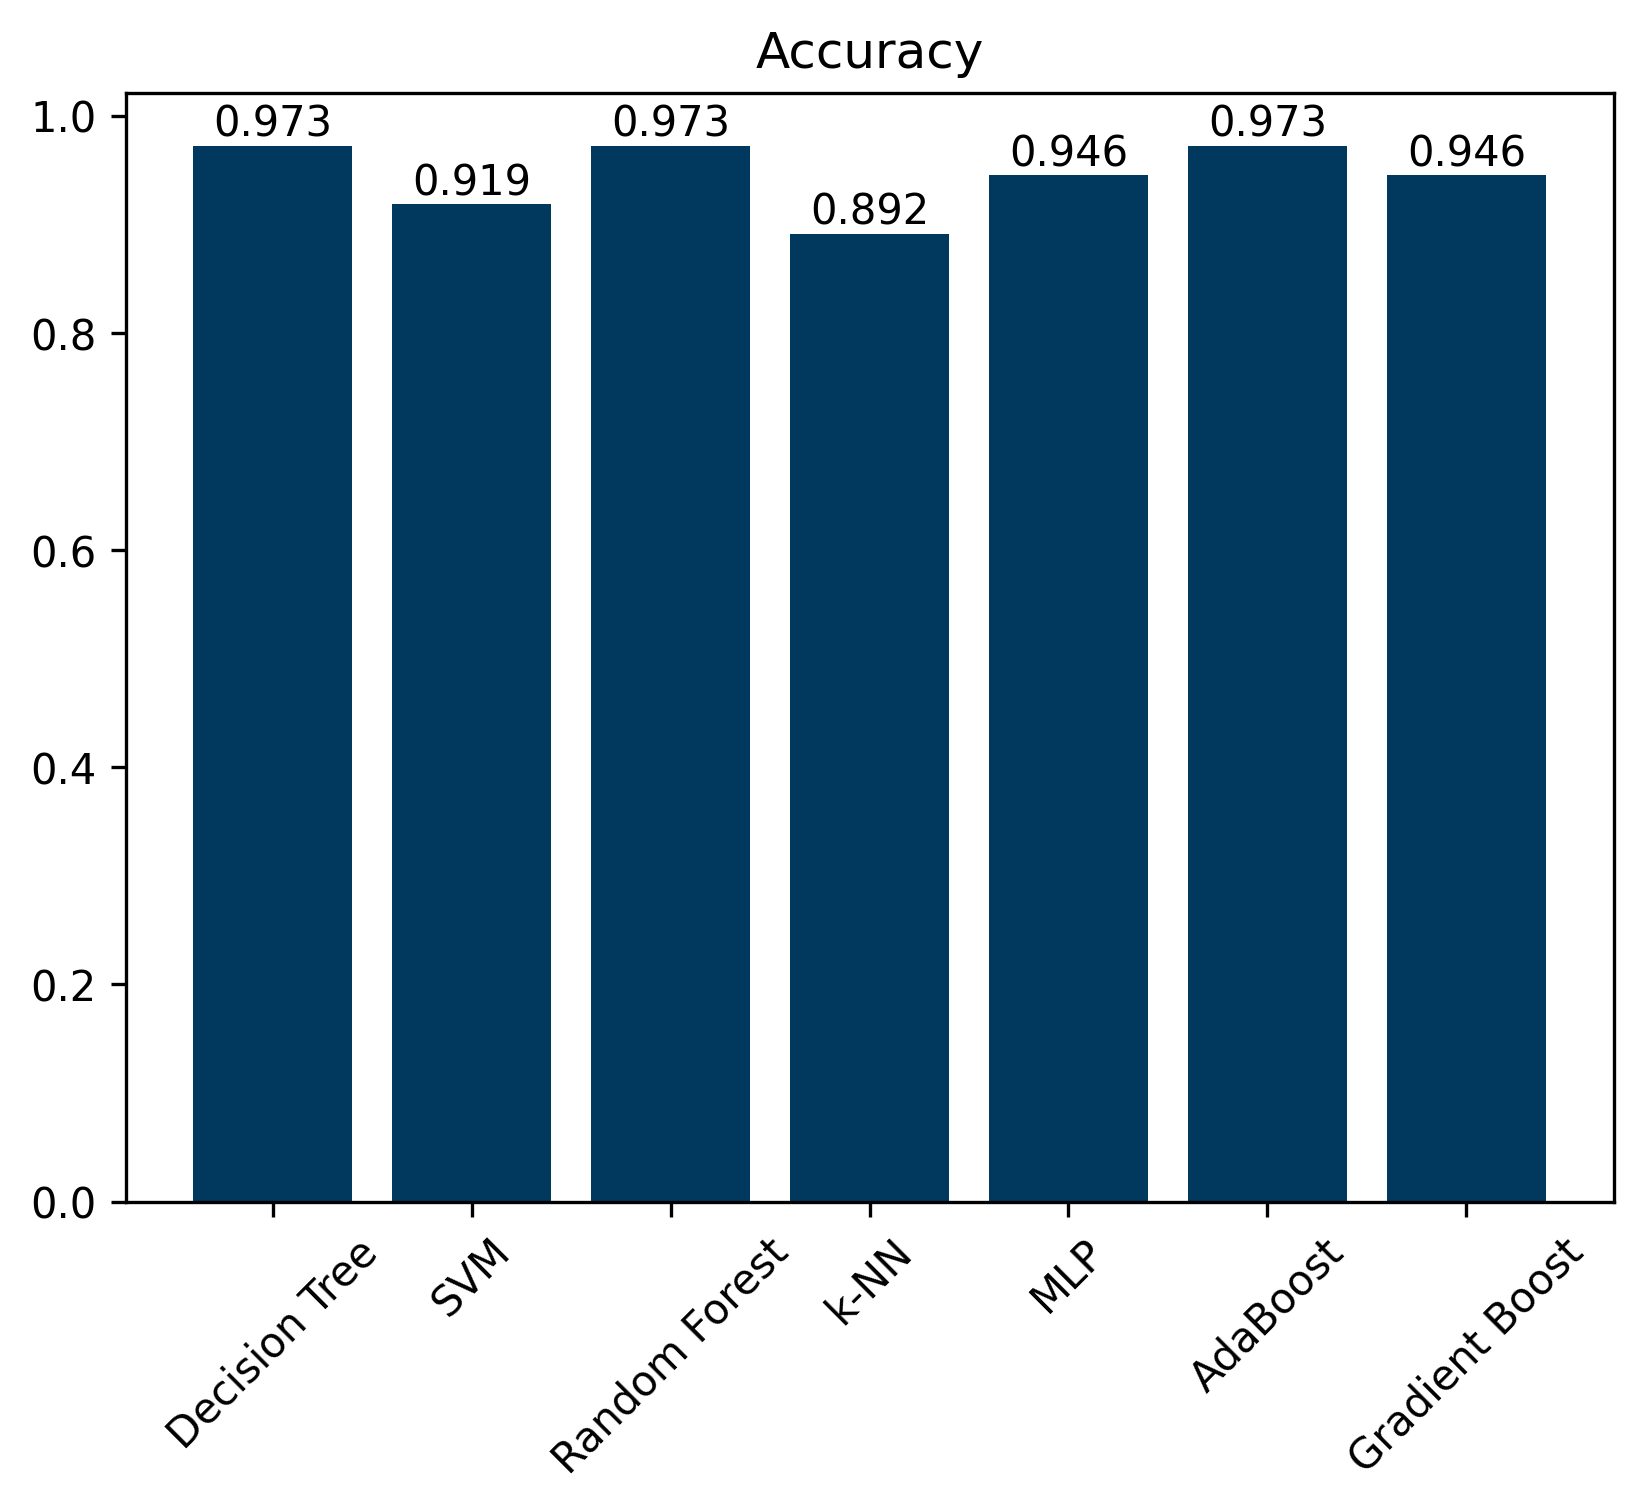 Accuracy
1.0
0.8
0.6
0.4
0.2
0.0
0.973
0.919
0.973
0.892
0.946
0.973
0.946
Decision Tree
SVM
Random Forest
k-NN
MLP
AdaBoost
Gradient Boost